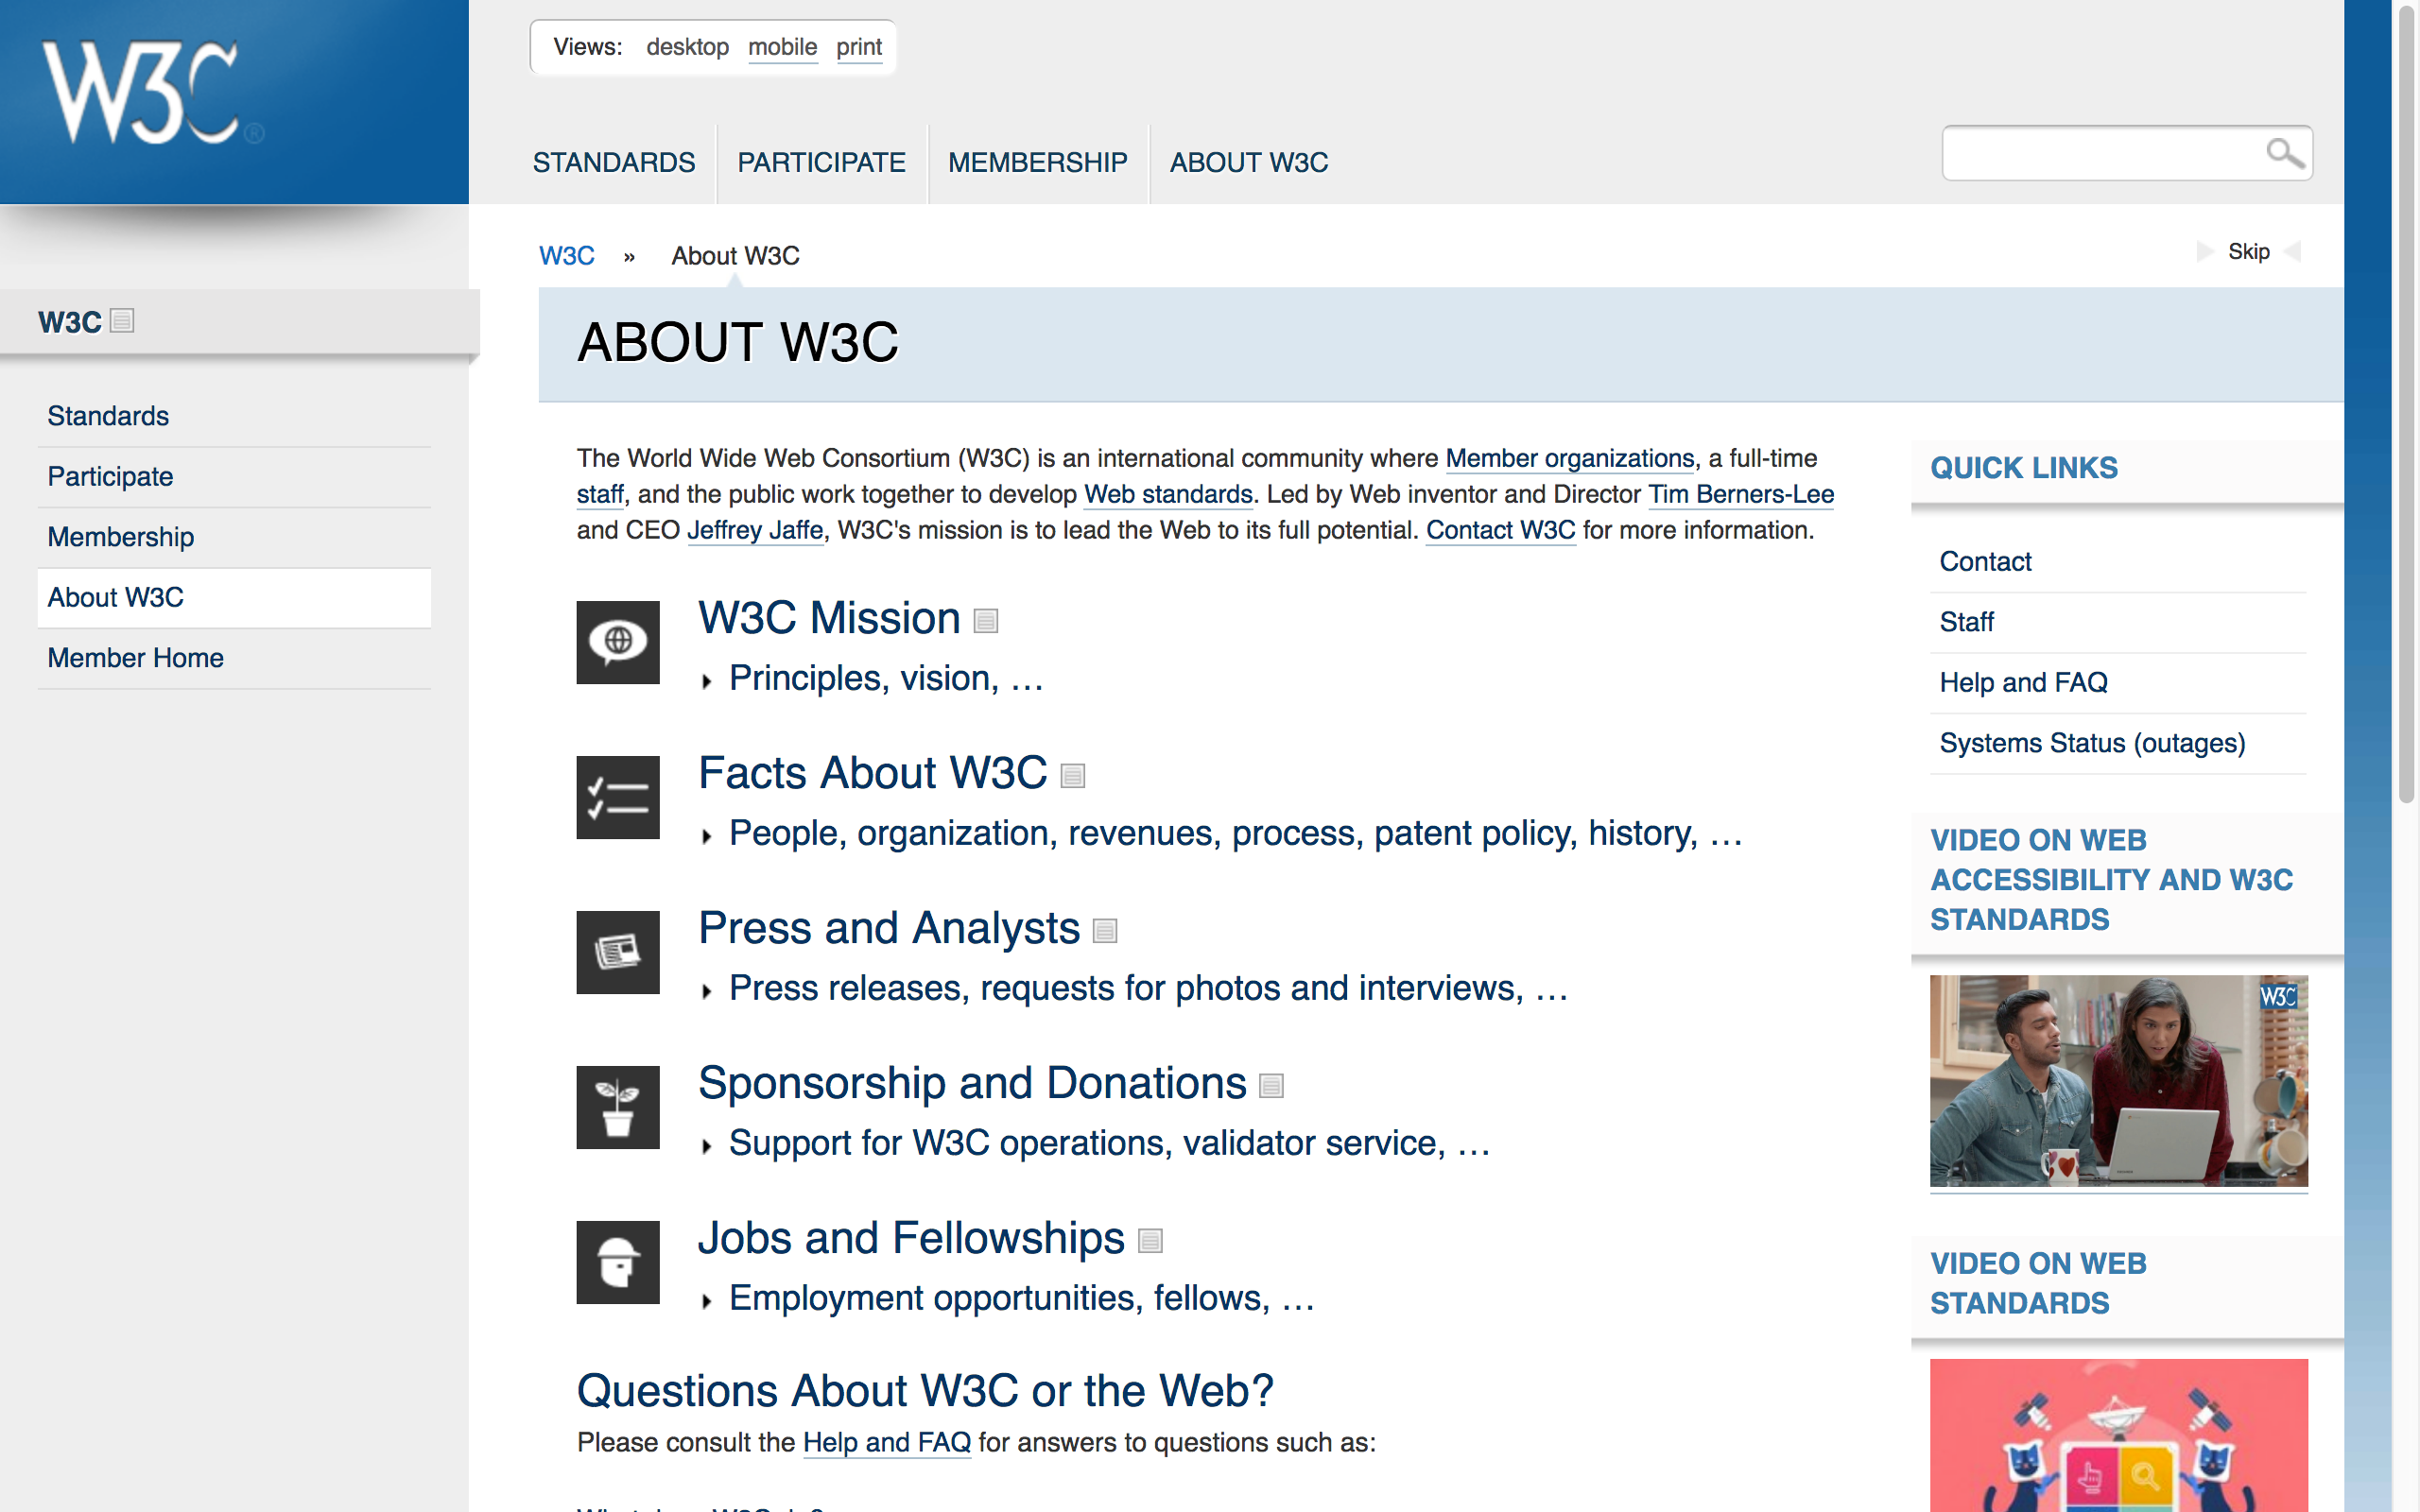 W3C®
Views: desktop mobile print
STANDARDS PARTICIPATE MEMBERSHIP ABOUT W3C
W3C » About W3C
Skip
W3C
Standards
Participate
Membership
About W3C
Member Home
ABOUT W3C
The World Wide Web Consortium (W3C) is an international community where Member organizations, a full-time
staff, and the public work together to develop Web standards. Led by Web inventor and Director Tim Berners-Lee
and CEO Jeffrey Jaffe, W3C's mission is to lead the Web to its full potential. Contact W3C for more information.
W3C Mission
Principles, vision, …
Facts About W3C
People, organization, revenues, process, patent policy, history, …
Press and Analysts
Press releases, requests for photos and interviews, …
Sponsorship and Donations
Support for W3C operations, validator service, …
Jobs and Fellowships
Employment opportunities, fellows, …
Questions About W3C or the Web?
Please consult the Help and FAQ for answers to questions such as:
QUICK LINKS
Contact
Staff
Help and FAQ
Systems Status (outages)
VIDEO ON WEB
ACCESSIBILITY AND W3C
STANDARDS
W3C
VIDEO ON WEB
STANDARDS